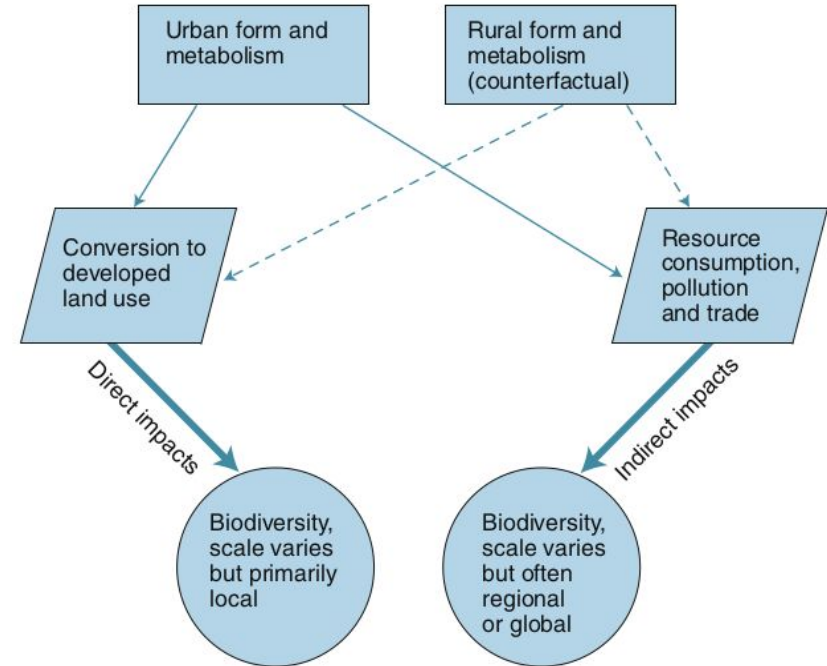 Urban form and
metabolism
Rural form and
metabolism
(counterfactual)
Conversion to
developed
land use
Resource
consumption,
pollution
and trade
Direct impacts
Indirect impacts
Biodiversity,
scale varies
but primarily
local
Biodiversity,
scale varies
but often
regional
or global